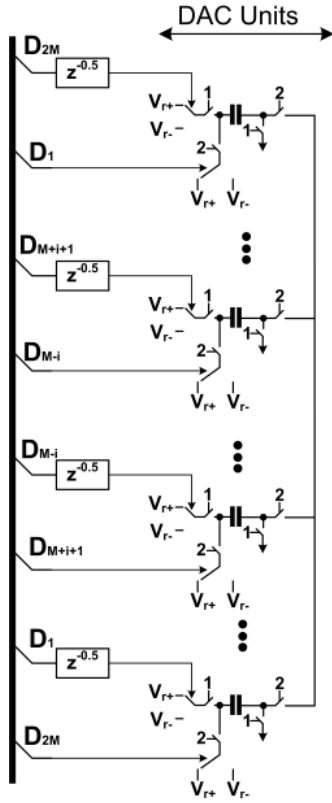 DAC Units
D2M
z-0.5
1
2
Vr+
Vr-
1
D1
2
Vr+ Vr-
DM+i+1
z-0.5
1
2
Vr+
Vr-
1
2
DM-i
Vr+ Vr-
DM-i
z-0.5
1
2
Vr+
Vr-
1
2
DM+i+1
Vr+ Vr-
D1
z-0.5
1
2
Vr+
Vr-
1
2
D2M
Vr+ Vr-